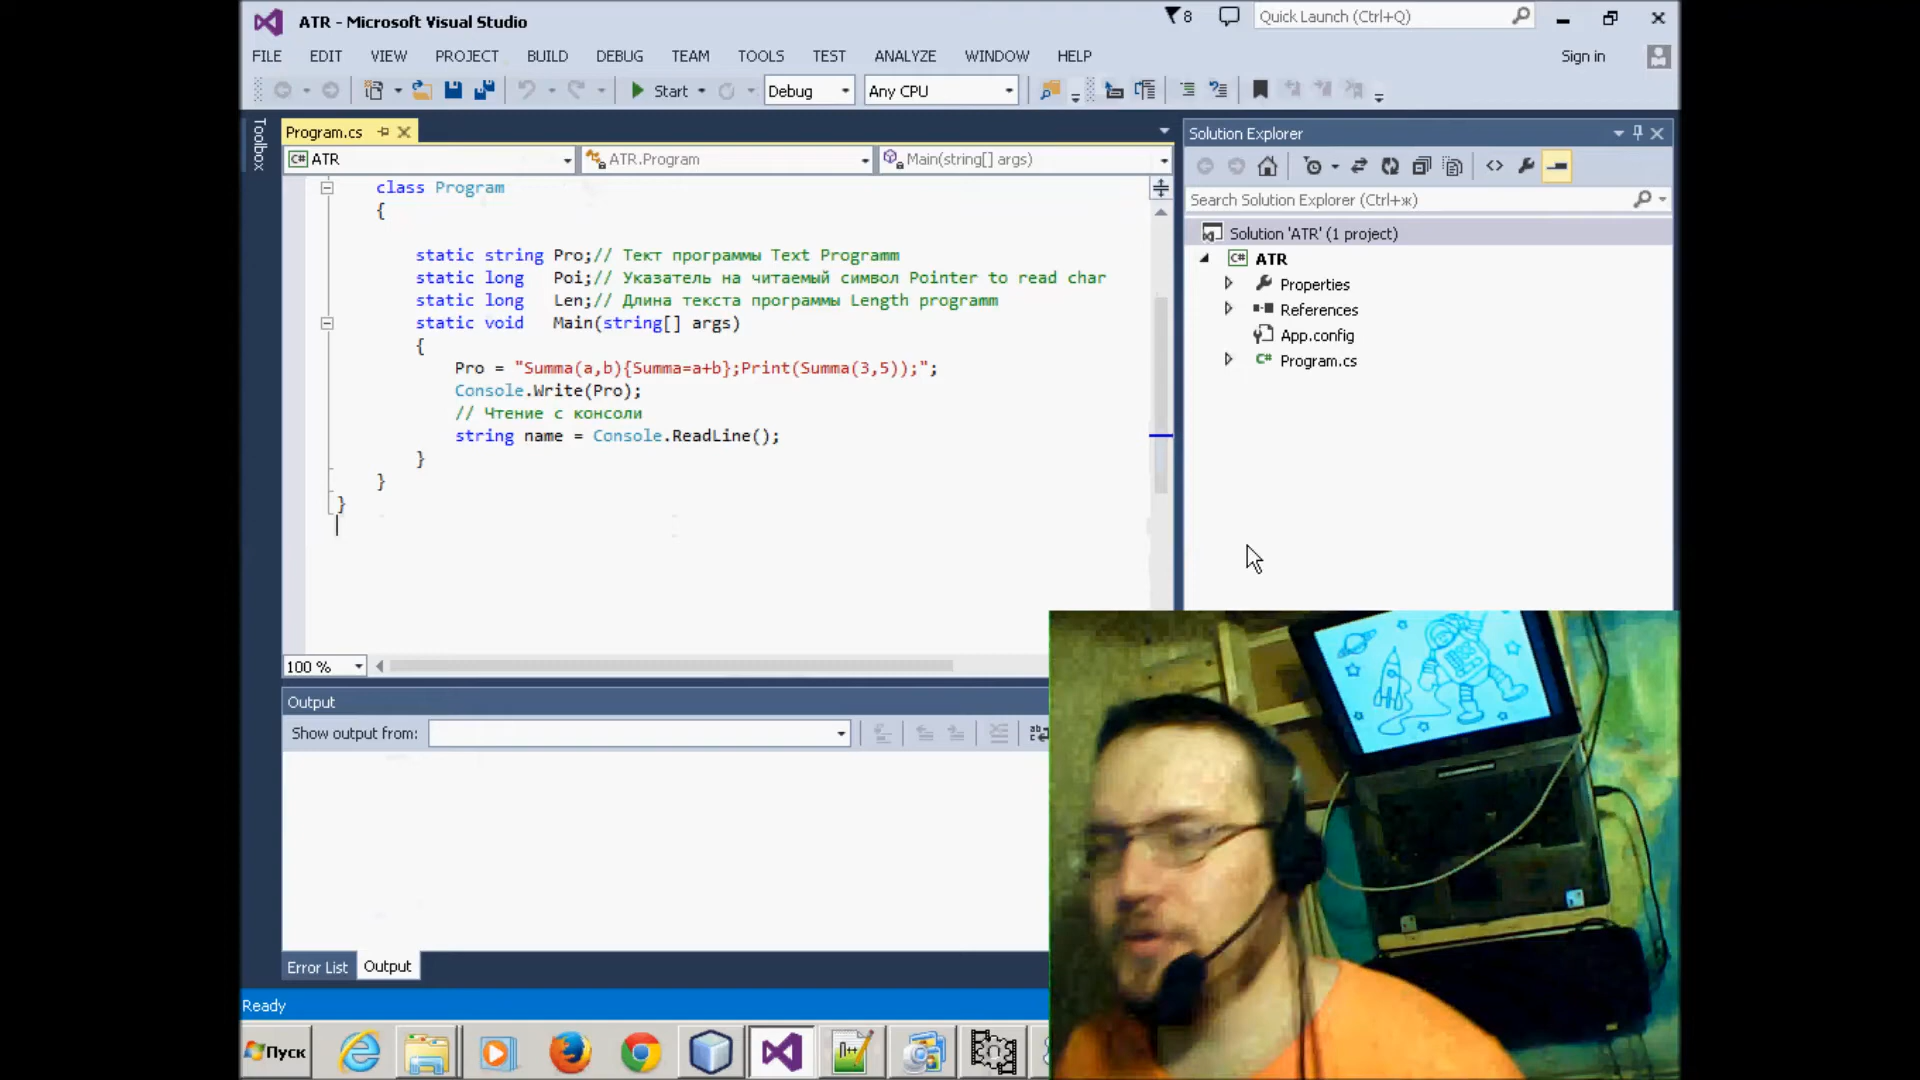 ATR - Microsoft Visual Studio
8
Quick Launch (Ctrl+Q)
FILE EDIT VIEW PROJECT BUILD DEBUG TEAM TOOLS TEST ANALYZE WINDOW HELP
Sign in
Start
Debug
Any CPU
Toolbox
Program.cs
C# ATR
ATR.Program
Main(string[] args)
class Program
{
static string Pro;// Тект программы Text Programm
static long Poi;// Указатель на читаемый символ Pointer to read char
static long Len;// Длина текста программы Length programm
static void Main(string[] args)
{
Pro = "Summa(a,b){Summa=a+b};Print(Summa(3,5));";
Console.Write(Pro);
// Чтение с консоли
string name = Console.ReadLine();
}
}
}
100 %
Solution Explorer
Search Solution Explorer (Ctrl+ж)
Solution 'ATR' (1 project)
C# ATR
Properties
References
App.config
C# Program.cs
Output
Show output from:
Error List Output
Ready
Пуск